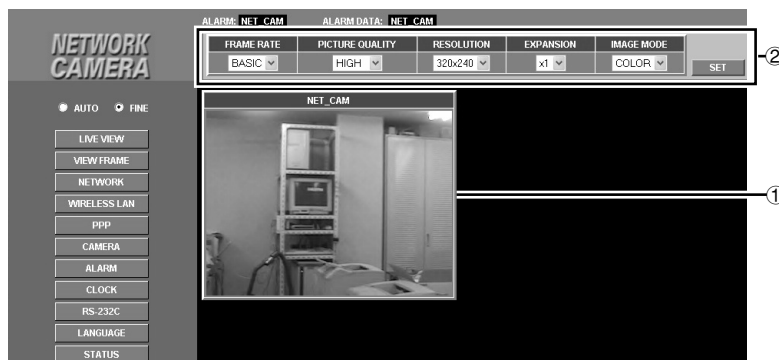 ALARM: NET_CAM ALARM DATA: NET_CAM
NETWORK
CAMERA
FRAME RATE PICTURE QUALITY RESOLUTION EXPANSION IMAGE MODE
BASIC HIGH 320x240 x1 COLOR SET
②
AUTO FINE
NET_CAM
LIVE VIEW
VIEW FRAME
NETWORK
WIRELESS LAN
①
PPP
CAMERA
ALARM
CLOCK
RS-232C
LANGUAGE
STATUS